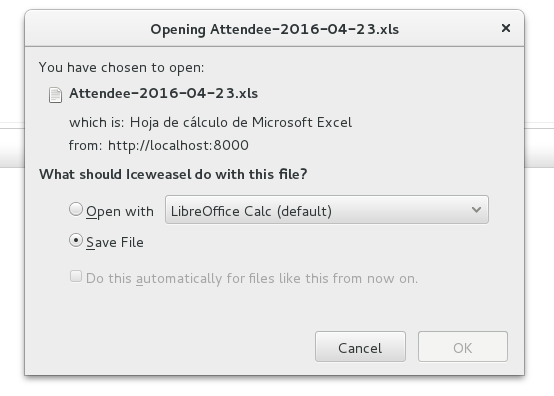 Opening Attendee-2016-04-23.xls
You have chosen to open:
Attendee-2016-04-23.xls
which is: Hoja de cálculo de Microsoft Excel
from: http://localhost:8000
What should Iceweasel do with this file?
Open with LibreOffice Calc (default)
Save File
Do this automatically for files like this from now on.
Cancel OK